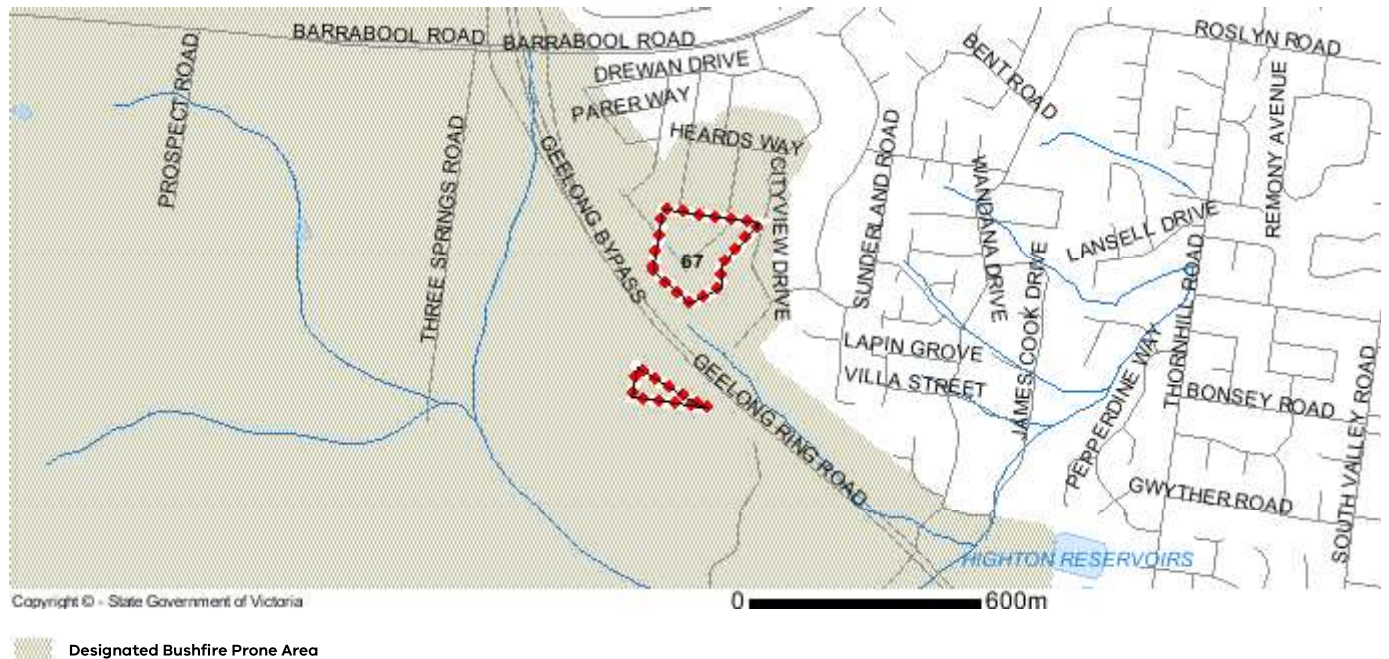 BARRABOOL ROAD
BARRABOOL ROAD
ROSLYN ROAD
PROSPECT ROAD
DREWAN DRIVE
BENT ROAD
PARER WAY
REMONY AVENUE
HEARDS WAY
THREE SPRINGS ROAD
GEELONG BYPASS
CITYVIEW DRIVE
SUNDERLAND ROAD
WANDANA DRIVE
LANSELL DRIVE
67
JAMES COOK DRIVE
THORNHILL ROAD
LAPIN GROVE
VILLA STREET
PEPPERDINE WAY
GEELONG RING ROAD
BONSEY ROAD
SOUTH VALLEY ROAD
GWYTHER ROAD
HIGHTON RESERVOIRS
Copyright © - State Government of Victoria
0 600m
Designated Bushfire Prone Area